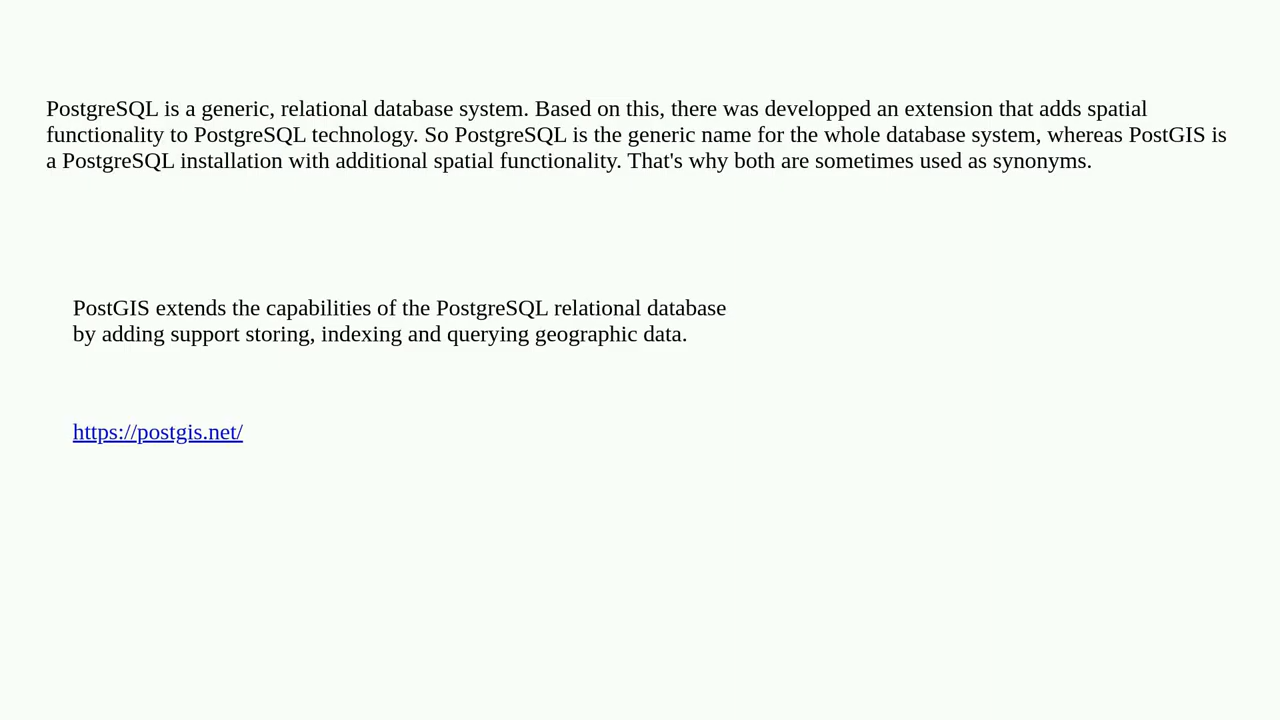 PostgreSQL is a generic, relational database system. Based on this, there was developped an extension that adds spatial
functionality to PostgreSQL technology. So PostgreSQL is the generic name for the whole database system, whereas PostGIS is
a PostgreSQL installation with additional spatial functionality. That's why both are sometimes used as synonyms.
PostGIS extends the capabilities of the PostgreSQL relational database
by adding support storing, indexing and querying geographic data.
https://postgis.net/